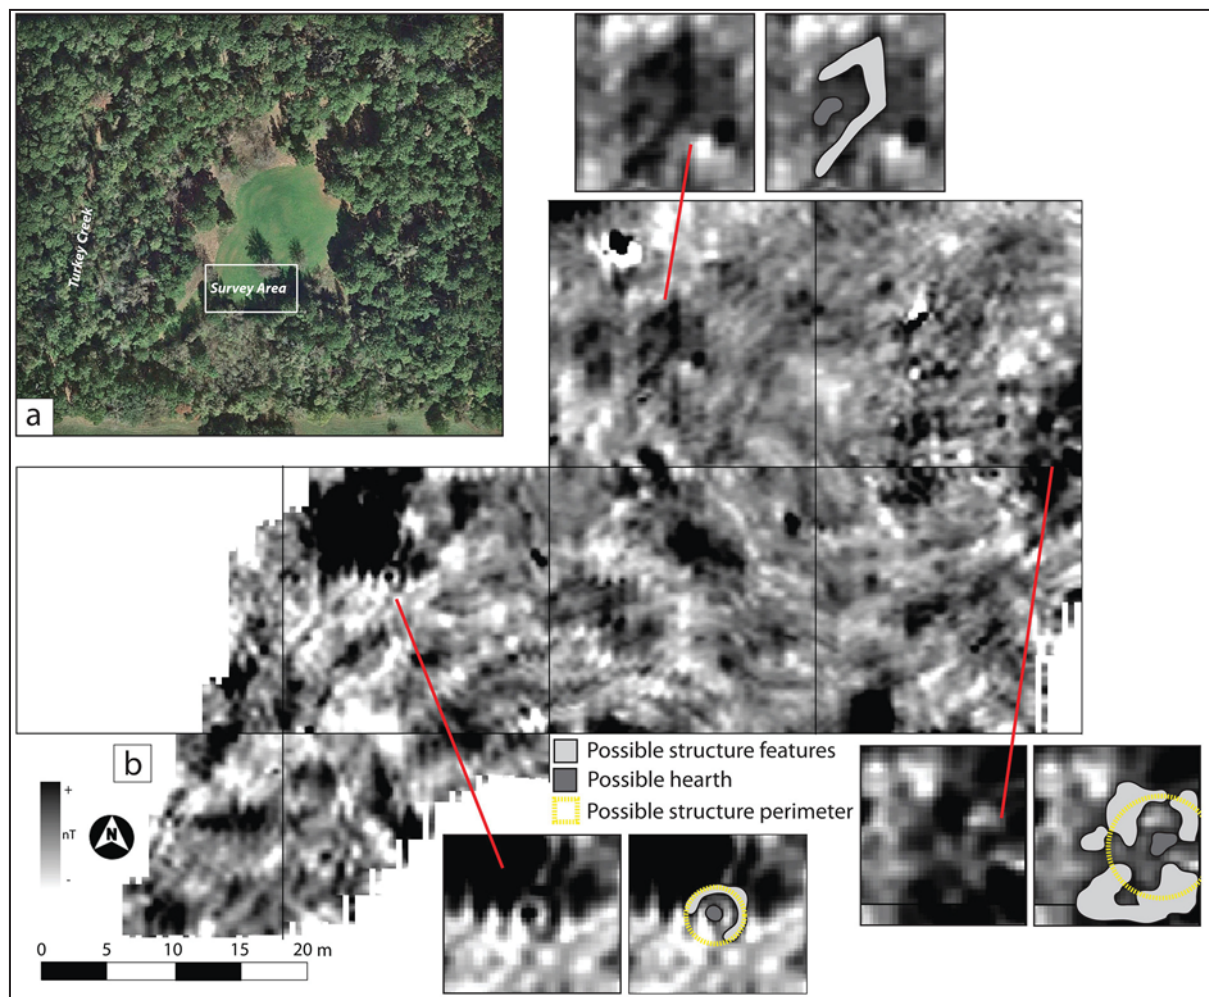 Turkey Creek
Survey Area
a
b
Possible structure features
Possible hearth
Possible structure perimeter
+
nT
-
N
0 5 10 15 20 m